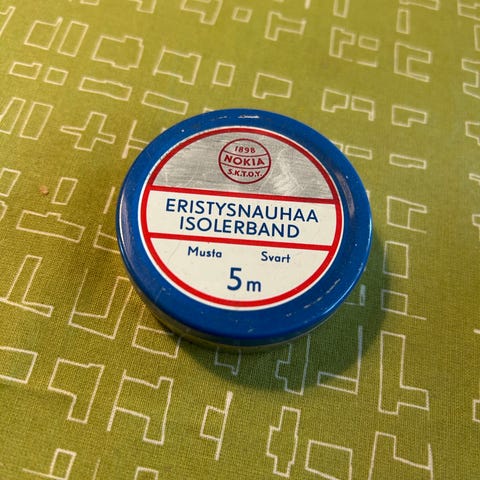 1898
NOKIA
S.K.T.O.Y.
ERISTYSNAUHAA
ISOLERBAND
Musta Svart
5m